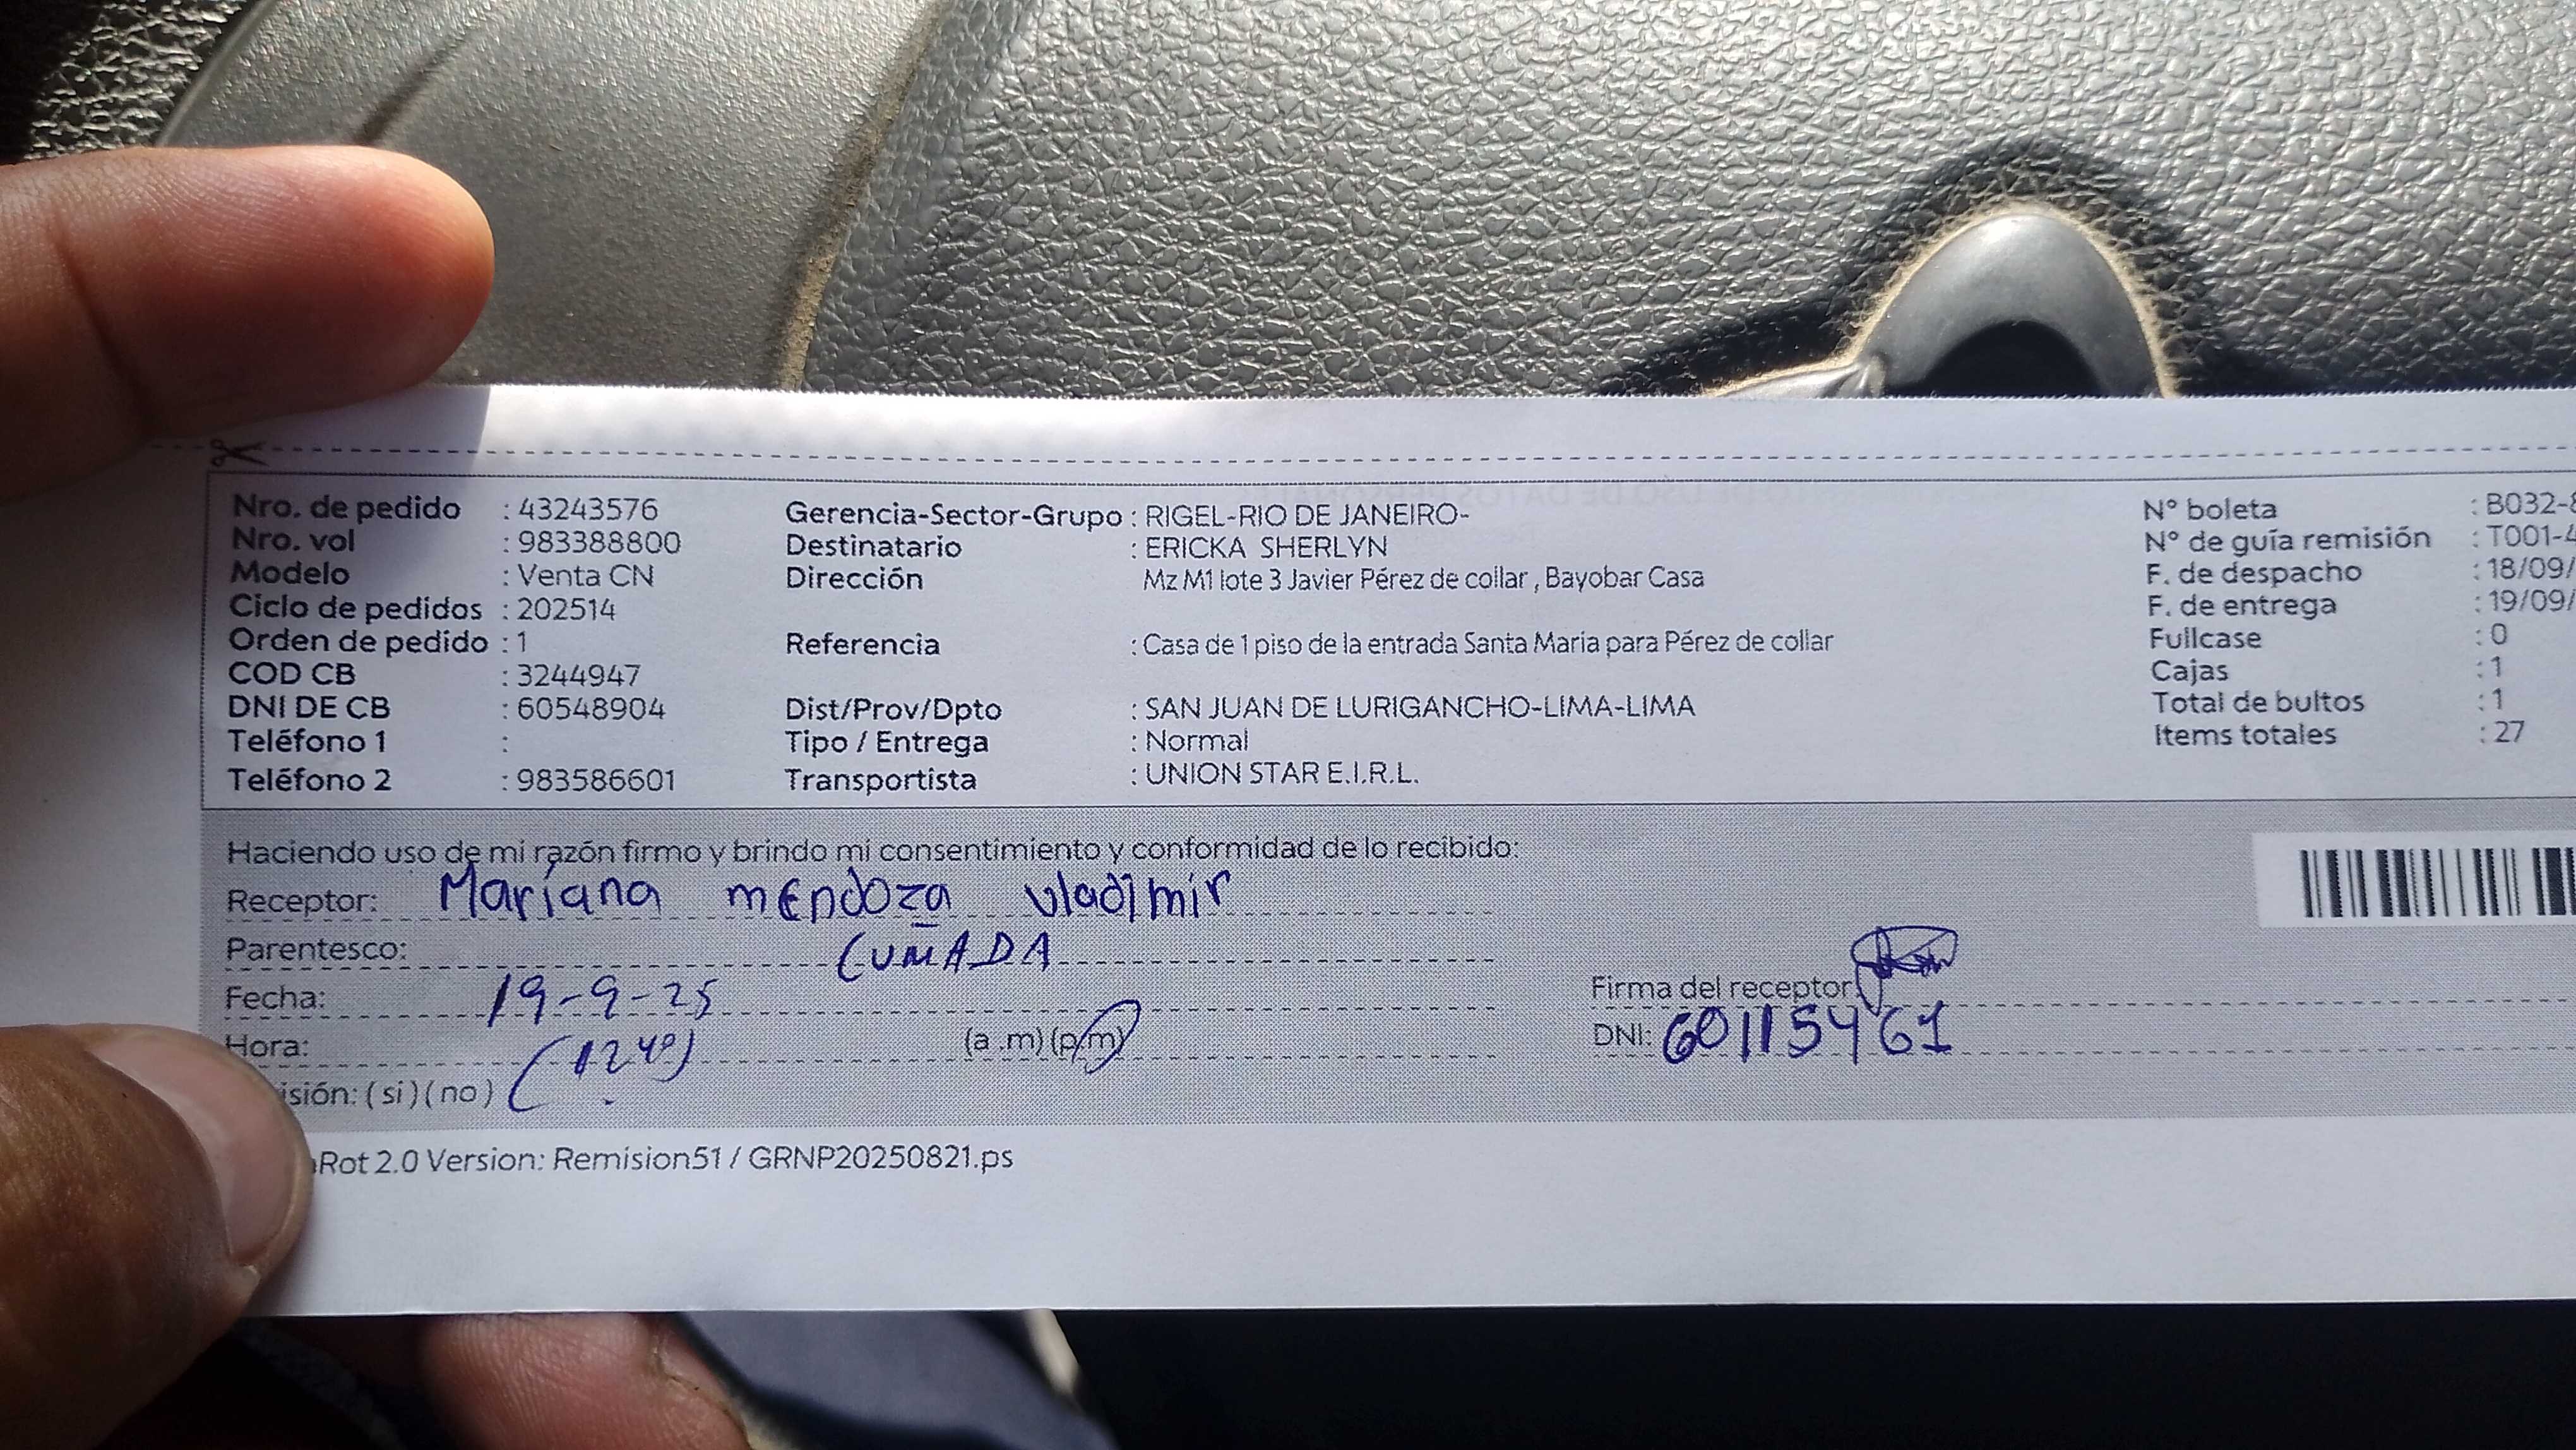 Nro. de pedido : 43243576 Gerencia-Sector-Grupo : RIGEL-RIO DE JANEIRO- N° boleta : B032-
Nro. vol : 983388800 Destinatario : ERICKA SHERLYN N° de guía remisión : T001-4
Modelo : Venta CN Dirección Mz M1 lote 3 Javier Pérez de collar , Bayobar Casa F. de despacho : 18/09/
Ciclo de pedidos : 202514 F. de entrega : 19/09/
Orden de pedido : 1 Referencia : Casa de 1 piso de la entrada Santa Maria para Pérez de collar Fullcase : 0
COD CB : 3244947 Cajas : 1
DNI DE CB : 60548904 Dist/Prov/Dpto : SAN JUAN DE LURIGANCHO-LIMA-LIMA Total de bultos : 1
Teléfono 1 : Tipo / Entrega : Normal Items totales : 27
Teléfono 2 : 983586601 Transportista : UNION STAR E.I.R.L.
Haciendo uso de mi razón firmo y brindo mi consentimiento y conformidad de lo recibido:
Receptor: Mariana mendoza vladimir
Parentesco: CUÑADA
Fecha: 19-9-25 Firma del receptor:
Hora: (12 40) (a .m) (p.m) DNI: 60115461
isión: ( si ) ( no )
Rot 2.0 Version: Remision51 / GRNP20250821.ps